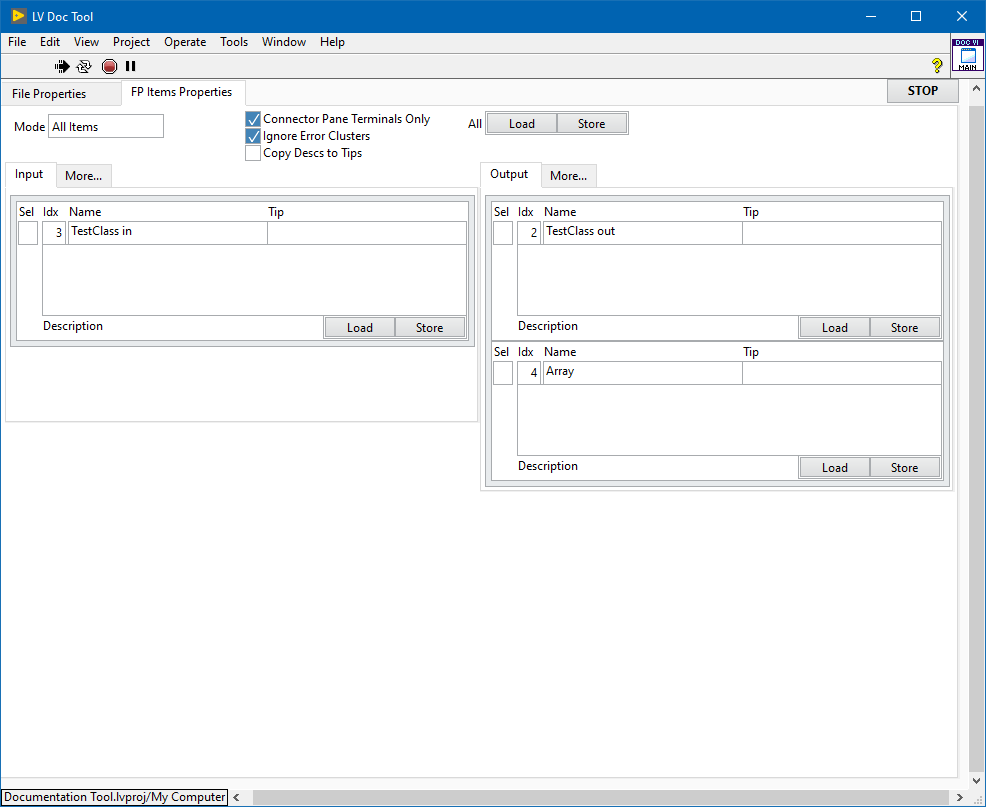 LV Doc Tool
File Edit View Project Operate Tools Window Help
DOC VI
MAIN
File Properties FP Items Properties STOP
Mode All Items
Connector Pane Terminals Only
Ignore Error Clusters
Copy Descs to Tips
All Load Store
Input More...
Sel Idx Name Tip
3 TestClass in
Description Load Store
Output More...
Sel Idx Name Tip
2 TestClass out
Description Load Store
Sel Idx Name Tip
4 Array
Description Load Store
Documentation Tool.lvproj/My Computer